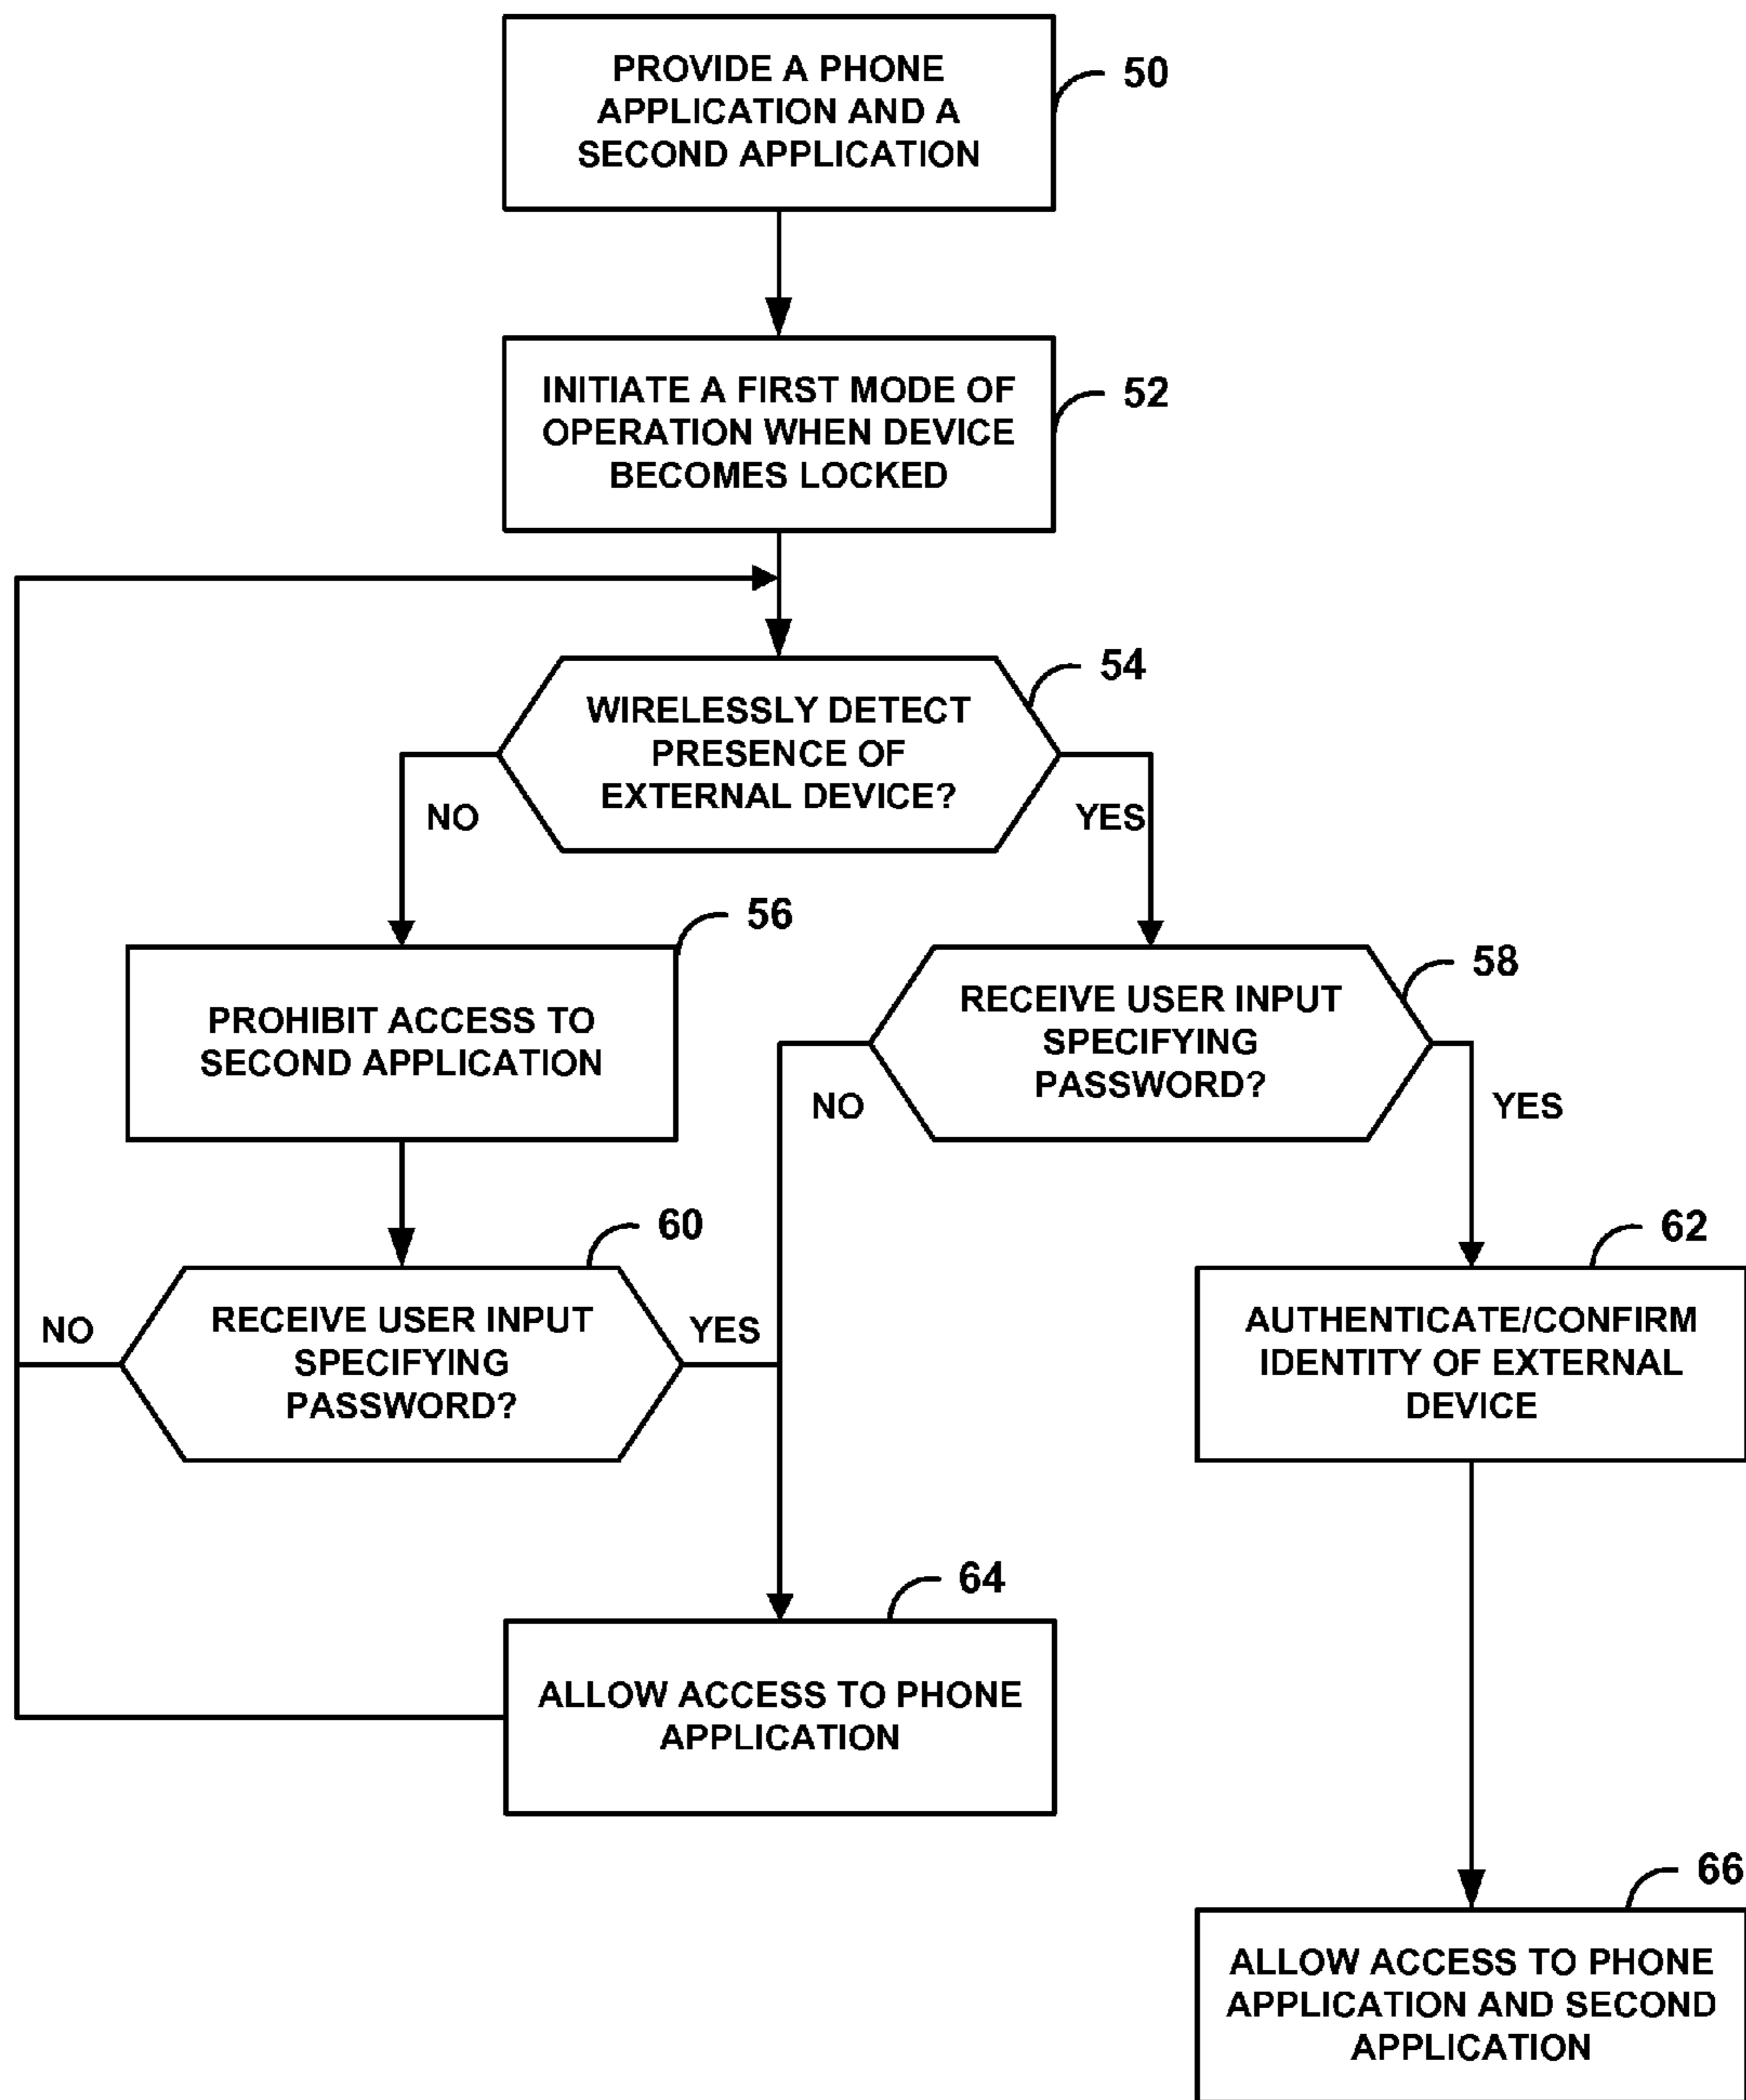 PROVIDE A PHONE
APPLICATION AND A
SECOND APPLICATION
50
INITIATE A FIRST MODE OF
OPERATION WHEN DEVICE
BECOMES LOCKED
52
54
WIRELESSLY DETECT
PRESENCE OF
EXTERNAL DEVICE?
NO
YES
56
PROHIBIT ACCESS TO
SECOND APPLICATION
58
RECEIVE USER INPUT
SPECIFYING
PASSWORD?
NO
YES
60
RECEIVE USER INPUT
SPECIFYING
PASSWORD?
NO
YES
62
AUTHENTICATE/CONFIRM
IDENTITY OF EXTERNAL
DEVICE
64
ALLOW ACCESS TO PHONE
APPLICATION
66
ALLOW ACCESS TO PHONE
APPLICATION AND SECOND
APPLICATION